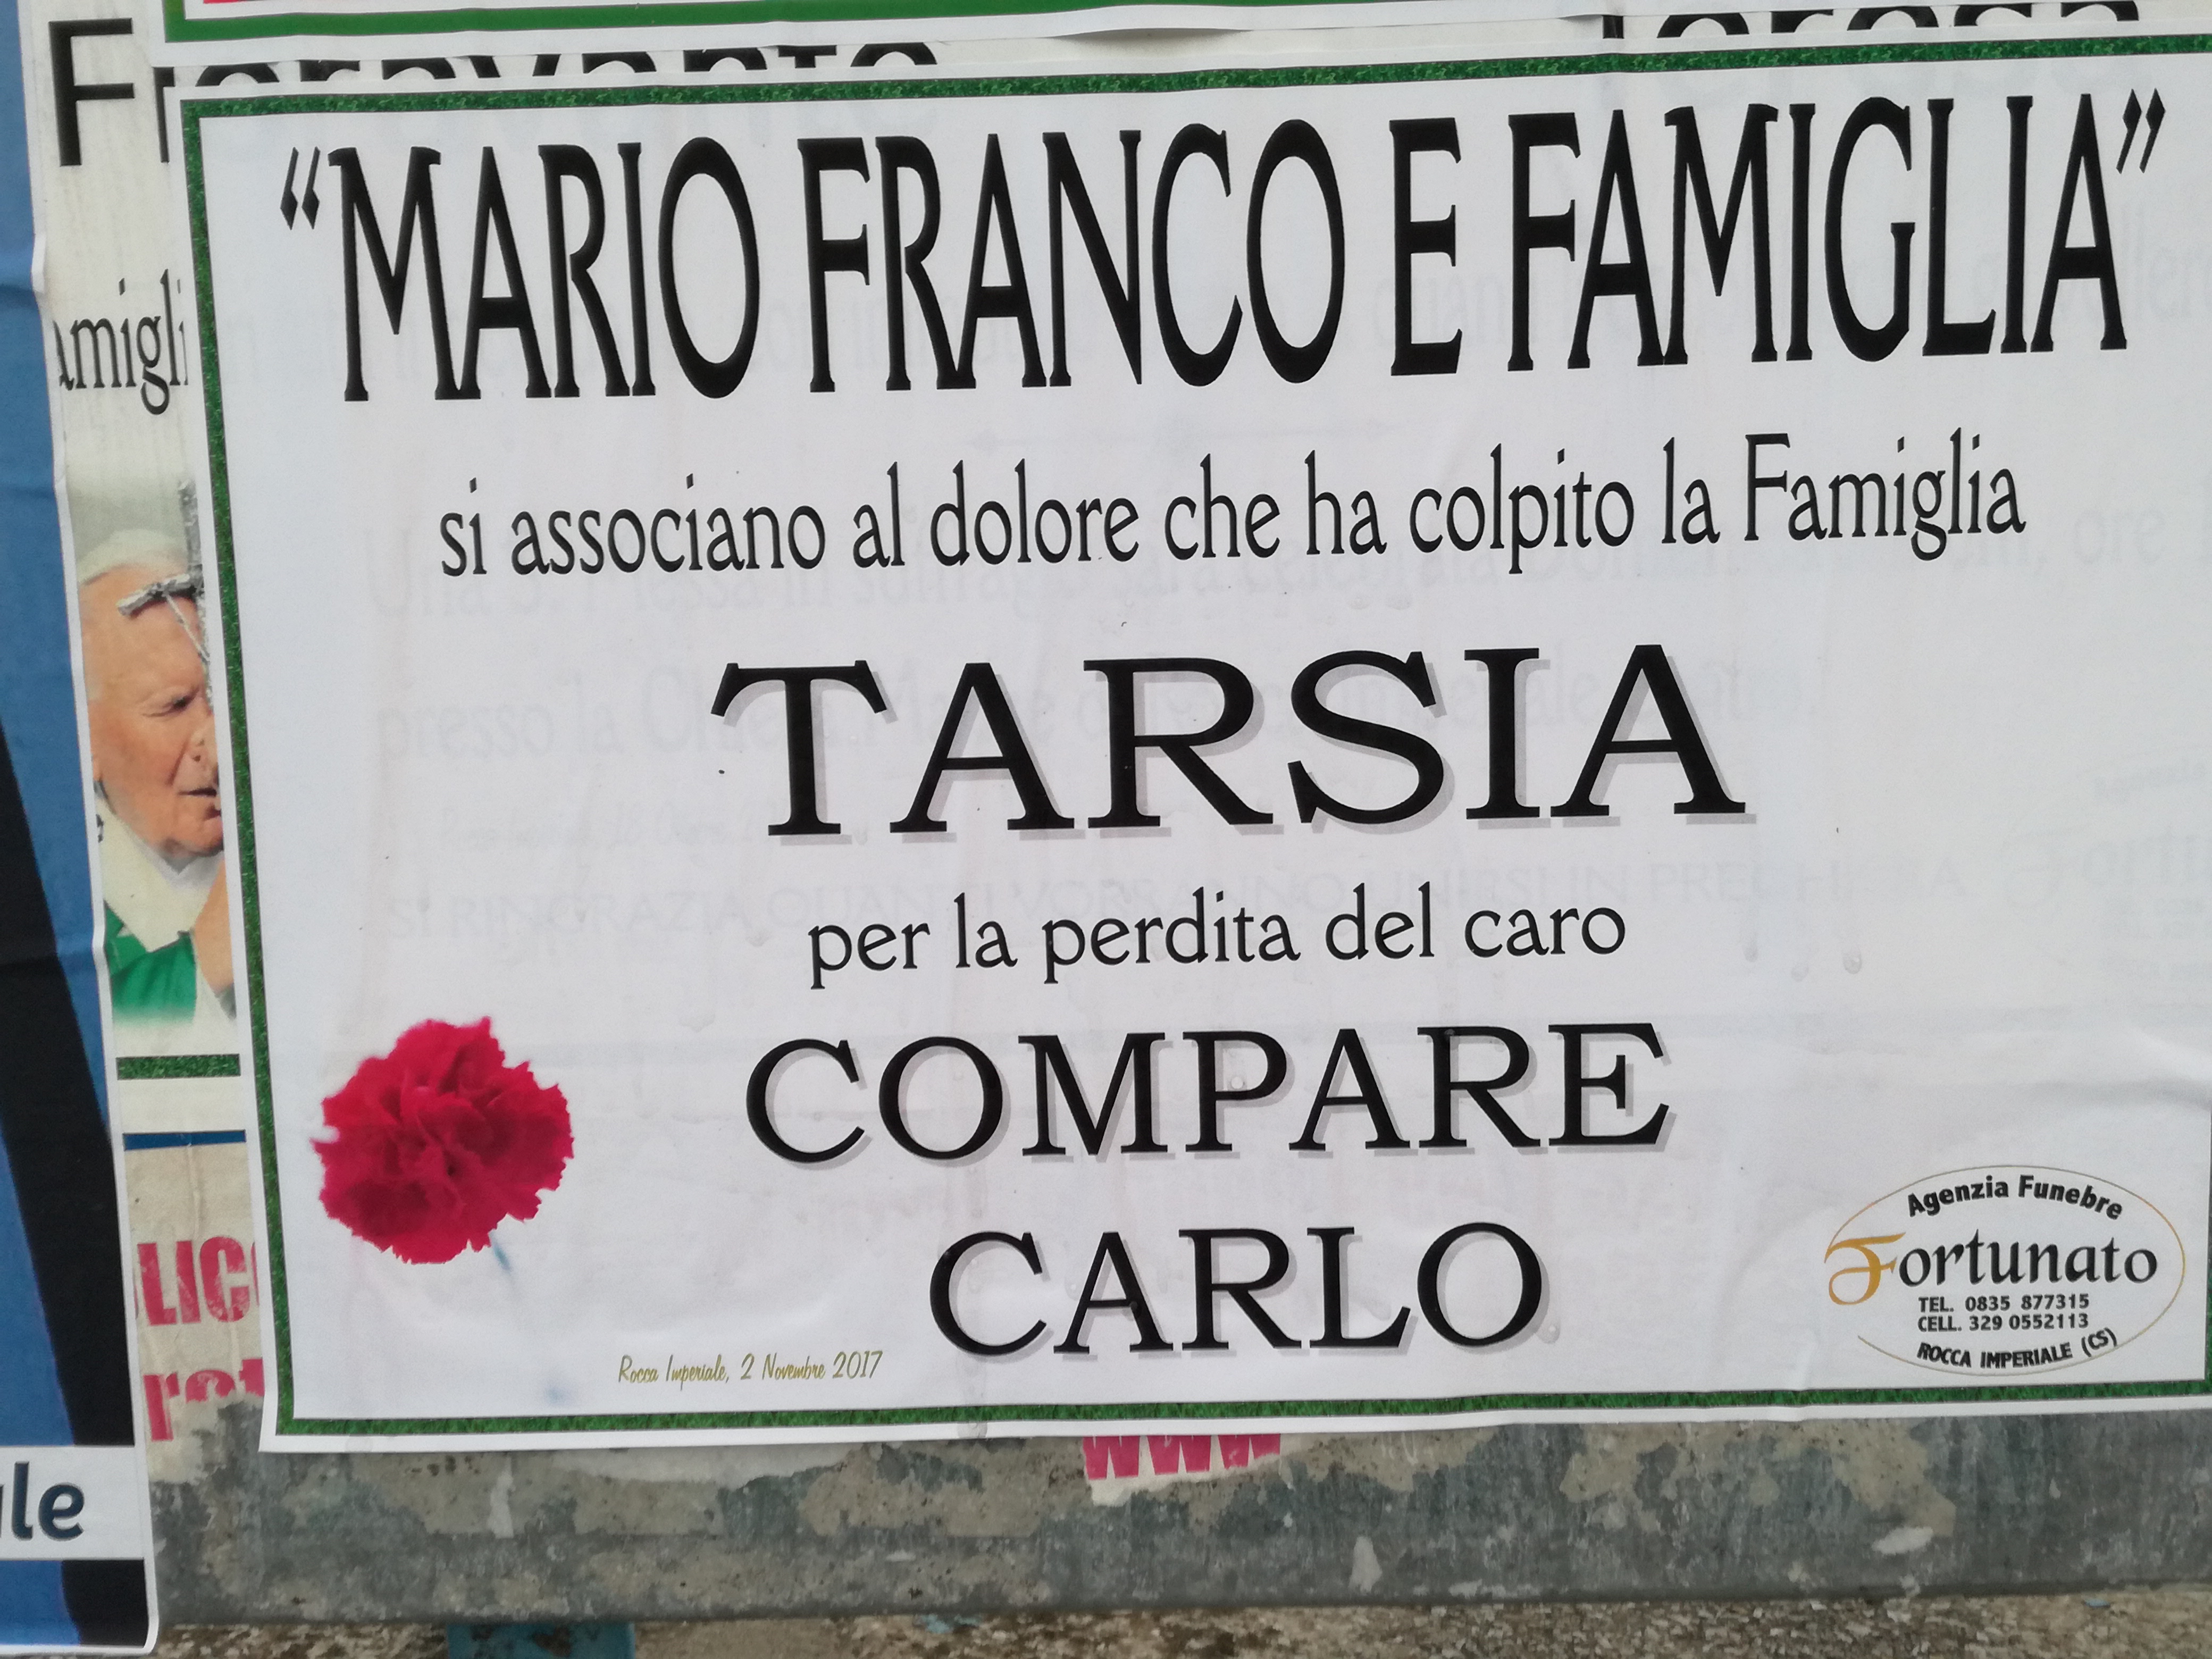 “MARIO FRANCO E FAMIGLIA”
si associano al dolore che ha colpito la Famiglia
TARSIA
per la perdita del caro
COMPARE
CARLO
Rocca Imperiale, 2 Novembre 2017
Agenzia Funebre
Fortunato
TEL. 0835 877315
CELL. 329 0552113
ROCCA IMPERIALE (CS)
www